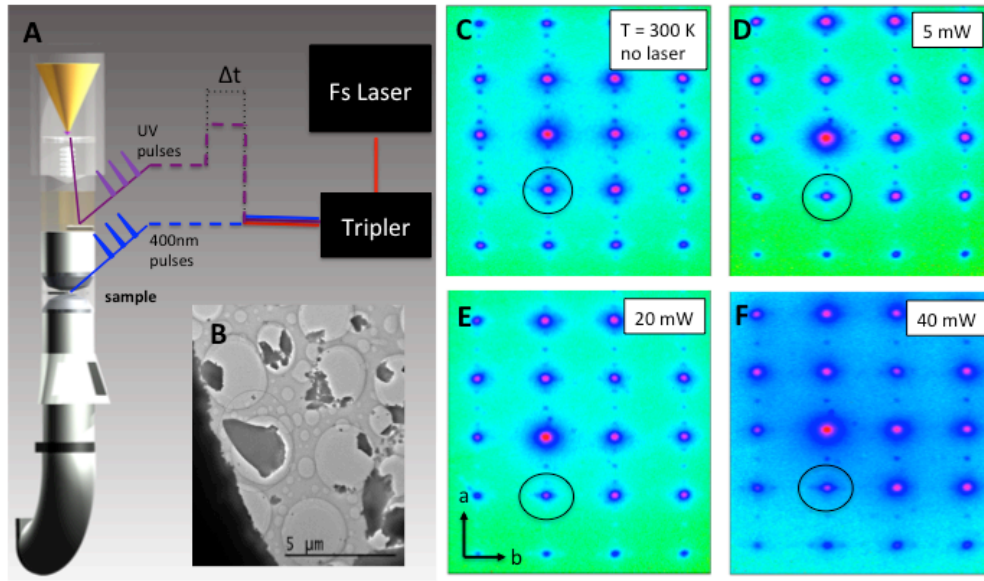 A
Δt
Fs Laser
UV
pulses
Tripler
400nm
pulses
sample
B
5 µm
C
T = 300 K
no laser
D
5 mW
E
20 mW
a
b
F
40 mW